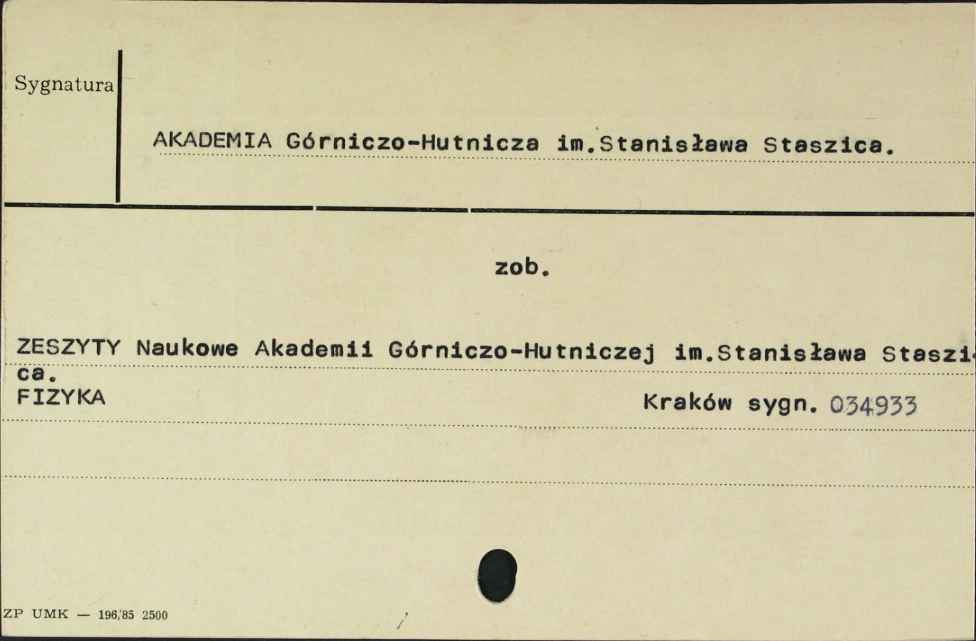 Sygnatura
AKADEMIA Górniczo-Hutnicza im.Stanisława Staszica.
zob.
ZESZYTY Naukowe Akademii Górniczo-Hutniczej im.Stanisława Staszi-
ca.
FIZYKA Kraków sygn. 034933
ZP UMK — 196/85 2500